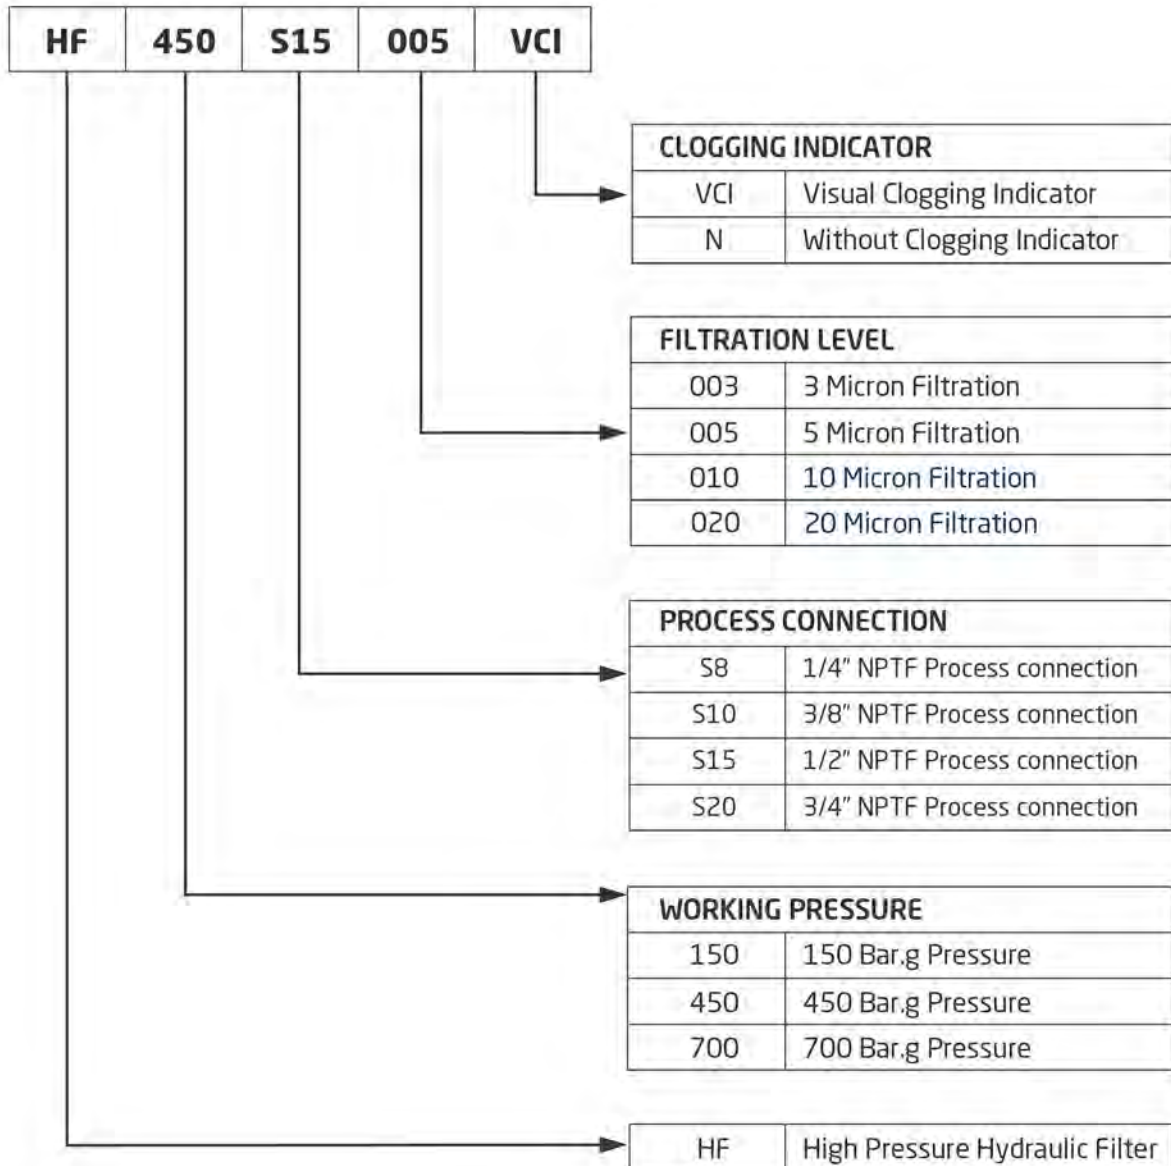 HF 450 S15 005 VCI
CLOGGING INDICATOR
VCI Visual Clogging Indicator
N Without Clogging Indicator
FILTRATION LEVEL
003 3 Micron Filtration
005 5 Micron Filtration
010 10 Micron Filtration
020 20 Micron Filtration
PROCESS CONNECTION
S8 1/4" NPTF Process connection
S10 3/8" NPTF Process connection
S15 1/2" NPTF Process connection
S20 3/4" NPTF Process connection
WORKING PRESSURE
150 150 Bar.g Pressure
450 450 Bar.g Pressure
700 700 Bar.g Pressure
HF High Pressure Hydraulic Filter